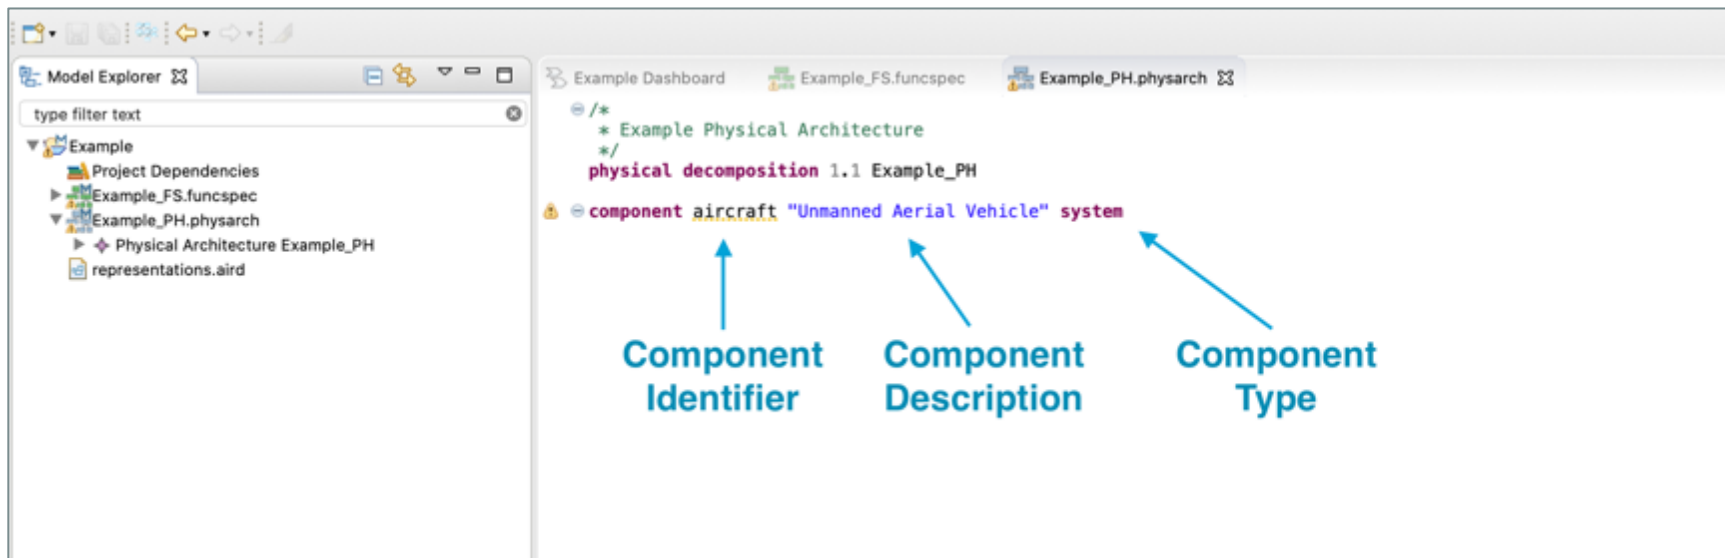 Model Explorer
type filter text
Example
Project Dependencies
Example_FS.funcspec
Example_PH.physarch
Physical Architecture Example_PH
representations.aird
Example Dashboard
Example_FS.funcspec
Example_PH.physarch
/*
* Example Physical Architecture
*/
physical decomposition 1.1 Example_PH
component aircraft "Unmanned Aerial Vehicle" system
Component
Identifier
Component
Description
Component
Type